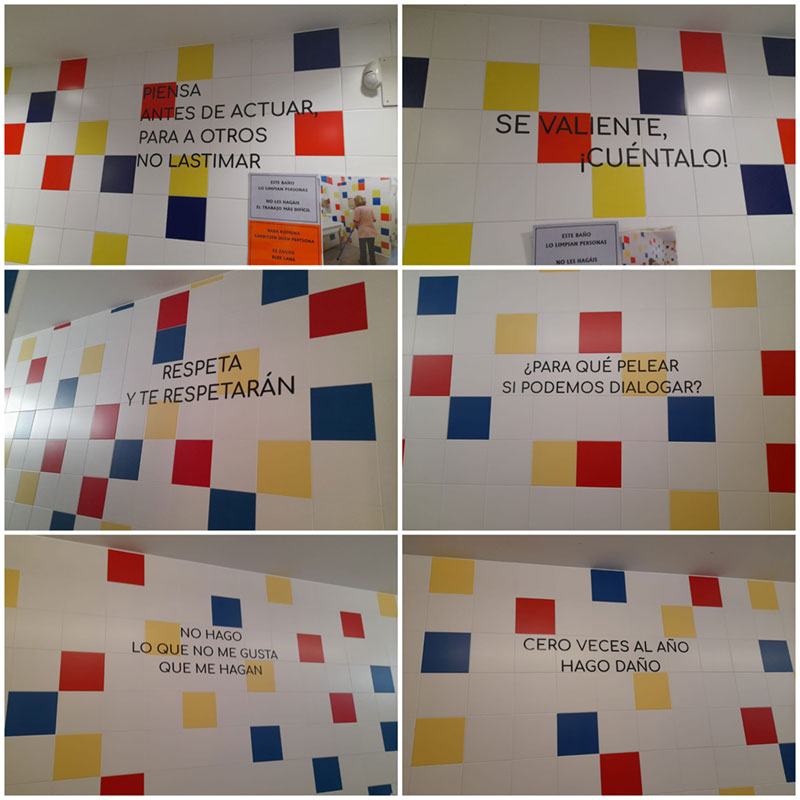 PIENSA
ANTES DE ACTUAR,
PARA A OTROS
NO LASTIMAR
ESTE BAÑO
LO LIMPIAN PERSONAS
NO LES HAGÁIS
EL TRABAJO MÁS DIFÍCIL
SE VALIENTE,
¡CUÉNTALO!
ESTE BAÑO
LO LIMPIAN PERSONAS
NO LES HAGÁIS
RESPETA
Y TE RESPETARÁN
¿PARA QUÉ PELEAR
SI PODEMOS DIALOGAR?
NO HAGO
LO QUE NO ME GUSTA
QUE ME HAGAN
CERO VECES AL AÑO
HAGO DAÑO